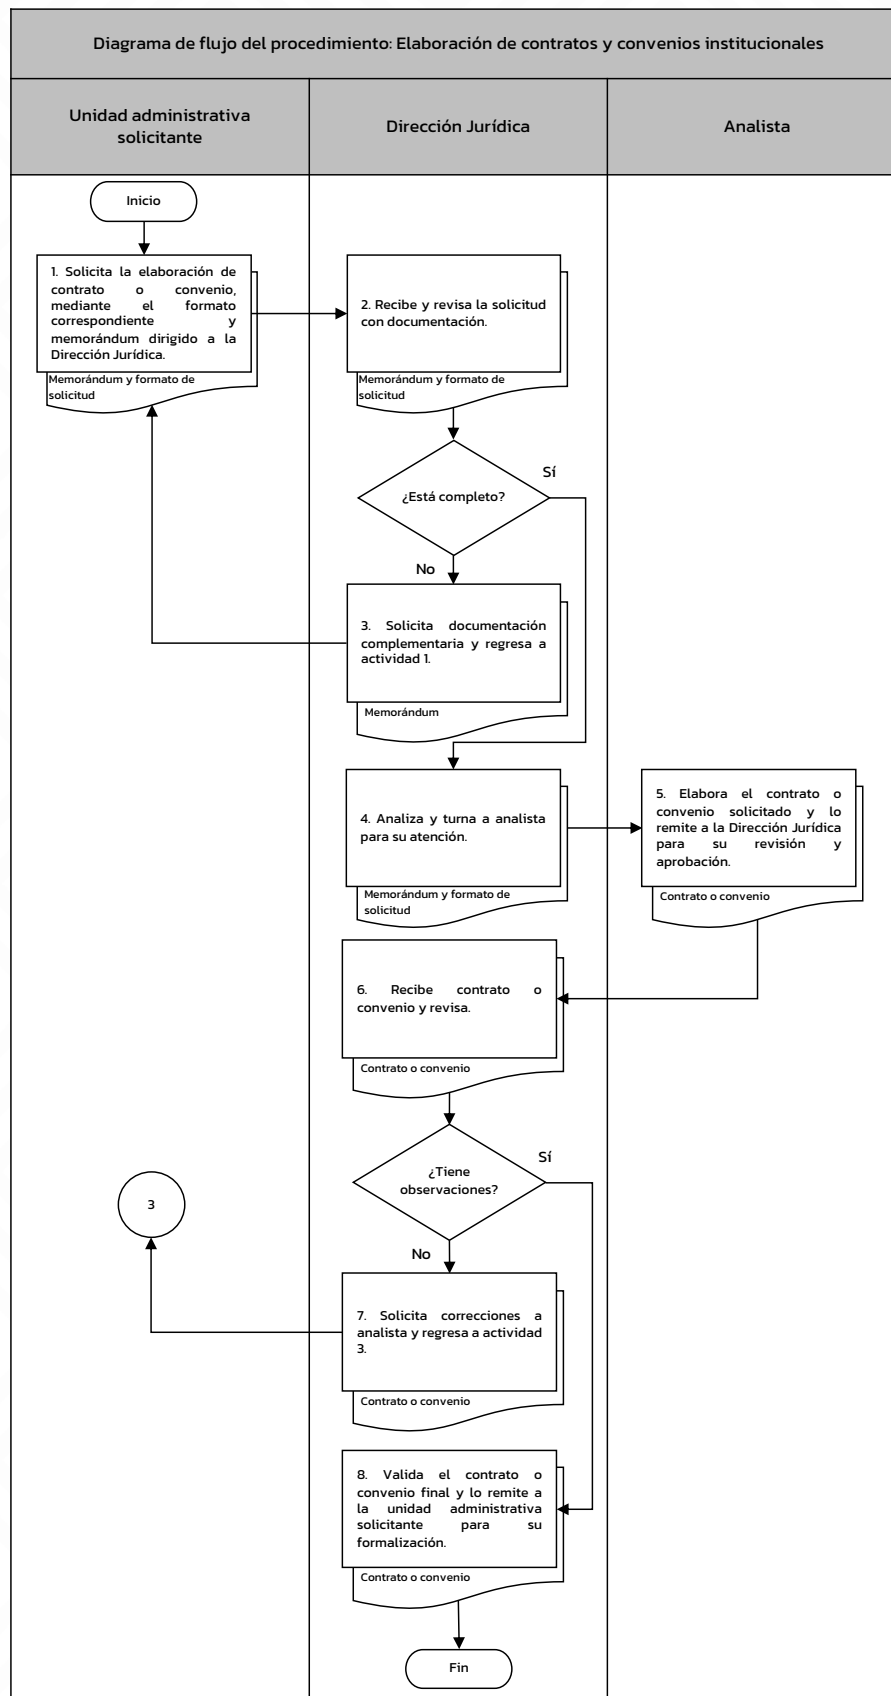 Diagrama de flujo del procedimiento: Elaboración de contratos y convenios institucionales
Unidad administrativa
solicitante
Dirección Jurídica
Analista
Inicio
1. Solicita la elaboración de
contrato o convenio,
mediante el formato
correspondiente y
memorándum dirigido a la
Dirección Jurídica.
Memorándum y formato de
solicitud
2. Recibe y revisa la solicitud
con documentación.
Memorándum y formato de
solicitud
¿Está completo?
Sí
No
3. Solicita documentación
complementaria y regresa a
actividad 1.
Memorándum
4. Analiza y turna a analista
para su atención.
Memorándum y formato de
solicitud
5. Elabora el contrato o
convenio solicitado y lo
remite a la Dirección Jurídica
para su revisión y
aprobación.
Contrato o convenio
6. Recibe contrato o
convenio y revisa.
Contrato o convenio
¿Tiene
observaciones?
Sí
No
3
7. Solicita correcciones a
analista y regresa a actividad
3.
Contrato o convenio
8. Valida el contrato o
convenio final y lo remite a
la unidad administrativa
solicitante para su
formalización.
Contrato o convenio
Fin